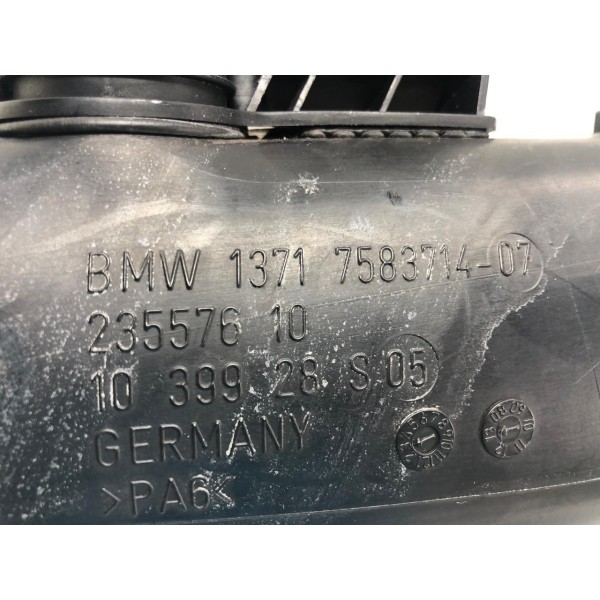 BMW 1371 7583714-07
235576 10
10 399 28 S 05
GERMANY
>PA6<